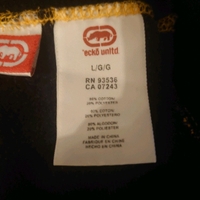 ecko unltd.
L/G/G
RN 93536
CA 07243
80% COTTON
20% POLYESTER
80% COTON
20% POLYESTER
80% ALGODON
20% POLIESTER
MADE IN CHINA
FABRIQUE EN CHINE
HECHO EN CHINA